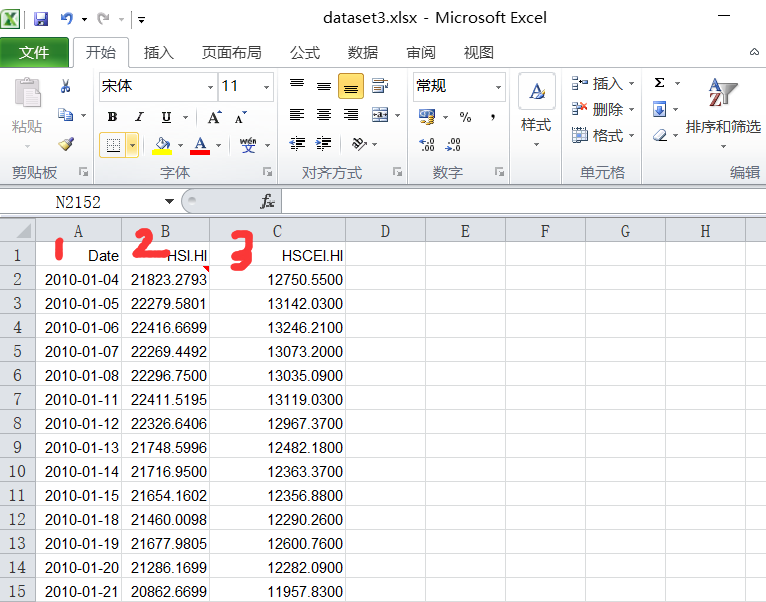 dataset3.xlsx - Microsoft Excel
文件 开始 插入 页面布局 公式 数据 审阅 视图
宋体 11 常规 插入 Σ
粘贴 B I U A A % , 样式 删除 排序和筛选
A wén 文 格式
剪贴板 字体 对齐方式 数字 单元格 编辑
N2152 fx
A B C D E F G H
1 2 3
1 Date HSI.HI HSCEI.HI
2 2010-01-04 21823.2793 12750.5500
3 2010-01-05 22279.5801 13142.0300
4 2010-01-06 22416.6699 13246.2100
5 2010-01-07 22269.4492 13073.2000
6 2010-01-08 22296.7500 13035.0900
7 2010-01-11 22411.5195 13119.0300
8 2010-01-12 22326.6406 12967.3700
9 2010-01-13 21748.5996 12482.1800
10 2010-01-14 21716.9500 12363.3700
11 2010-01-15 21654.1602 12356.8800
12 2010-01-18 21460.0098 12290.2600
13 2010-01-19 21677.9805 12600.7600
14 2010-01-20 21286.1699 12282.0900
15 2010-01-21 20862.6699 11957.8300